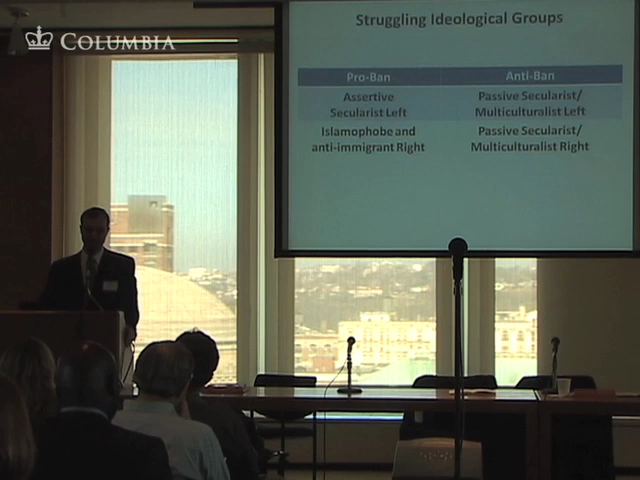 COLUMBIA
Struggling Ideological Groups
Pro-Ban Anti-Ban
Assertive Passive Secularist/
Secularist Left Multiculturalist Left
Islamophobe and Passive Secularist/
anti-immigrant Right Multiculturalist Right